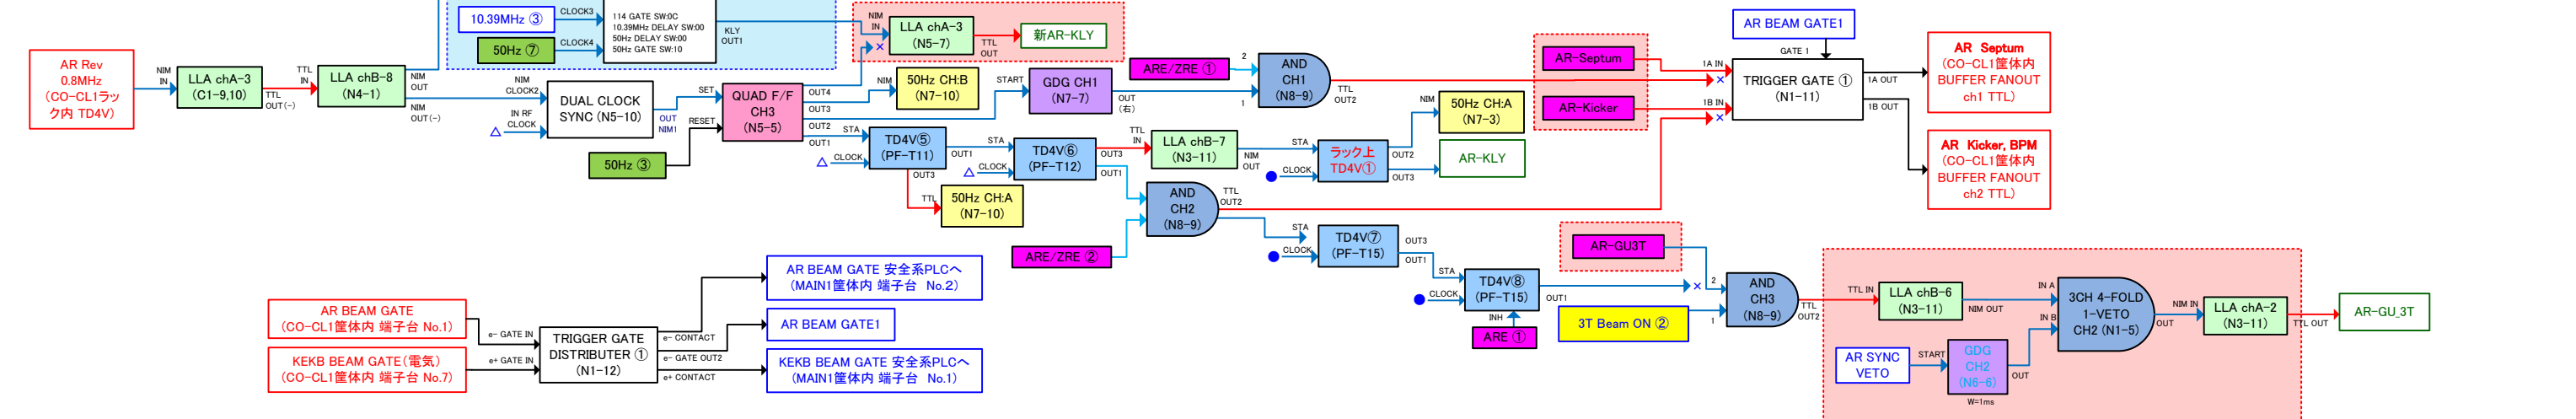 10.39MHz ③
CLOCK3
50Hz ⑦
CLOCK4
114 GATE SW:0C
10.39MHz DELAY SW:00
50Hz DELAY SW:00
50Hz GATE SW:10
KLY
OUT1
NIM
IN
×
LLA chA-3
(N5-7)
TTL
OUT
新AR-KLY
AR Rev
0.8MHz
(CO-CL1ラッ
ク内 TD4V)
NIM
IN
LLA chA-3
(C1-9,10)
TTL
OUT(-)
TTL
IN
LLA chB-8
(N4-1)
NIM
OUT
NIM
OUT(-)
NIM
CLOCK2
IN RF
CLOCK
△
DUAL CLOCK
SYNC (N5-10)
OUT
NIM1
SET
RESET
50Hz ③
QUAD F/F
CH3
(N5-5)
OUT4
OUT3
OUT2
OUT1
NIM
50Hz CH:B
(N7-10)
START
GDG CH1
(N7-7)
OUT
(右)
ARE/ZRE ①
2
1
AND
CH1
(N8-9)
TTL
OUT2
STA
△
CLOCK
TD4V⑤
(PF-T11)
OUT1
OUT3
TTL
50Hz CH:A
(N7-10)
STA
△
CLOCK
TD4V⑥
(PF-T12)
OUT3
OUT1
TTL
IN
LLA chB-7
(N3-11)
NIM
OUT
STA
CLOCK
ラック上
TD4V①
OUT2
OUT3
NIM
50Hz CH:A
(N7-3)
AR-KLY
AR-Septum
AR-Kicker
1A IN
×
1B IN
×
AR BEAM GATE1
GATE 1
TRIGGER GATE ①
(N1-11)
1A OUT
1B OUT
AR Septum
(CO-CL1筐体内
BUFFER FANOUT
ch1 TTL)
AR Kicker, BPM
(CO-CL1筐体内
BUFFER FANOUT
ch2 TTL)
ARE/ZRE ②
AND
CH2
(N8-9)
TTL
OUT2
STA
CLOCK
TD4V⑦
(PF-T15)
OUT3
OUT1
STA
CLOCK
TD4V⑧
(PF-T15)
OUT1
INH
ARE ①
AR-GU3T
×
3T Beam ON ②
2
1
AND
CH3
(N8-9)
TTL
OUT2
TTL IN
LLA chB-6
(N3-11)
NIM OUT
AR SYNC
VETO
START
GDG
CH2
(N6-6)
W=1ms
OUT
IN A
IN B
3CH 4-FOLD
1-VETO
CH2 (N1-5)
OUT
NIM IN
LLA chA-2
(N3-11)
TTL OUT
AR-GU_3T
AR BEAM GATE
(CO-CL1筐体内 端子台 No.1)
KEKB BEAM GATE(電気)
(CO-CL1筐体内 端子台 No.7)
e- GATE IN
e+ GATE IN
TRIGGER GATE
DISTRIBUTER ①
(N1-12)
e- CONTACT
e- GATE OUT2
e+ CONTACT
AR BEAM GATE 安全系PLCへ
(MAIN1筐体内 端子台 No.2)
AR BEAM GATE1
KEKB BEAM GATE 安全系PLCへ
(MAIN1筐体内 端子台 No.1)